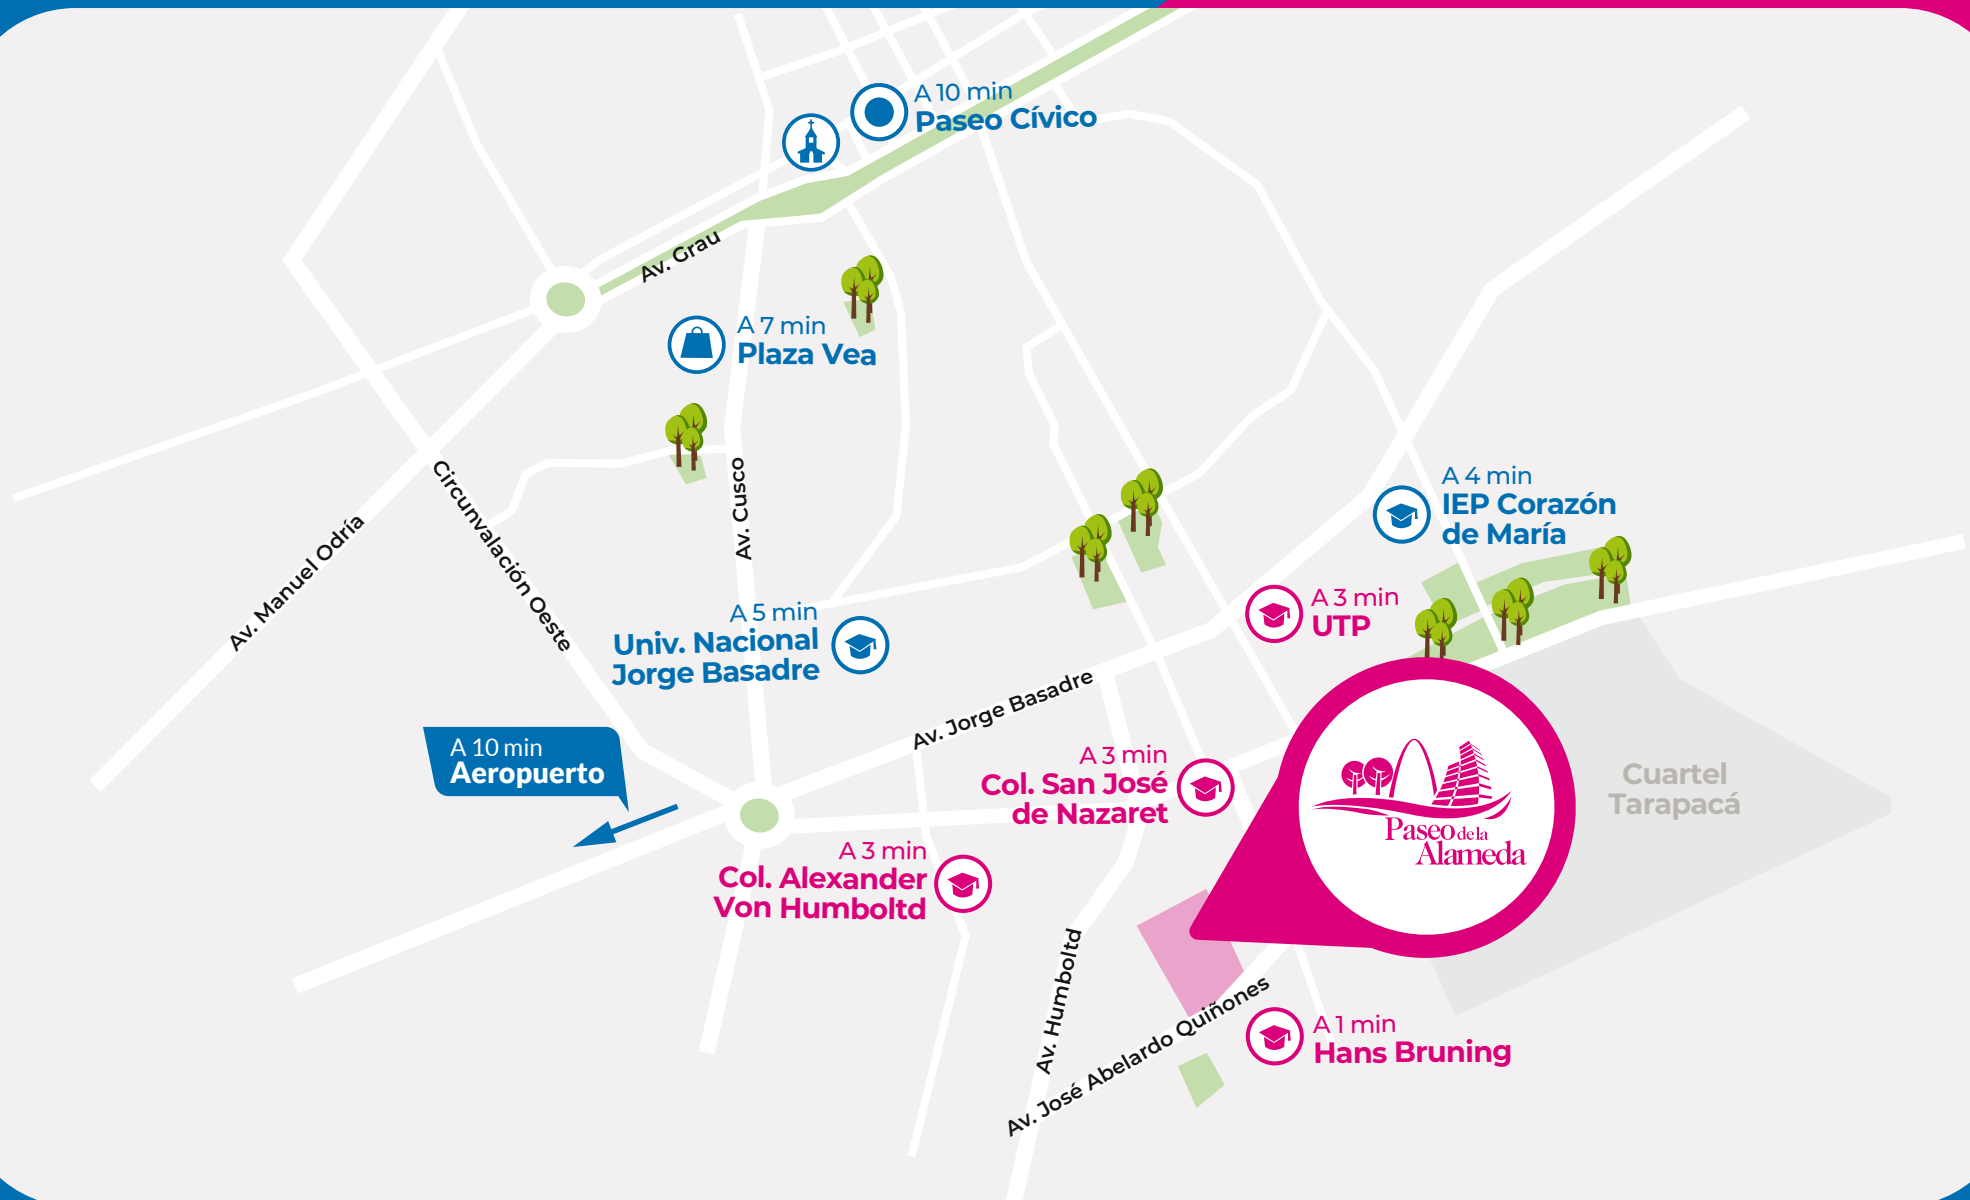 A 10 min
Paseo Cívico
Av. Grau
A 7 min
Plaza Vea
Av. Manuel Odría
Circunvalación Oeste
Av. Cusco
A 4 min
IEP Corazón
de María
A 5 min
Univ. Nacional
Jorge Basadre
A 3 min
UTP
Av. Jorge Basadre
A 10 min
Aeropuerto
A 3 min
Col. San José
de Nazaret
Cuartel
Tarapacá
Paseo de la
Alameda
A 3 min
Col. Alexander
Von Humboltd
Av. Humboltd
Av. José Abelardo Quiñones
A 1 min
Hans Bruning